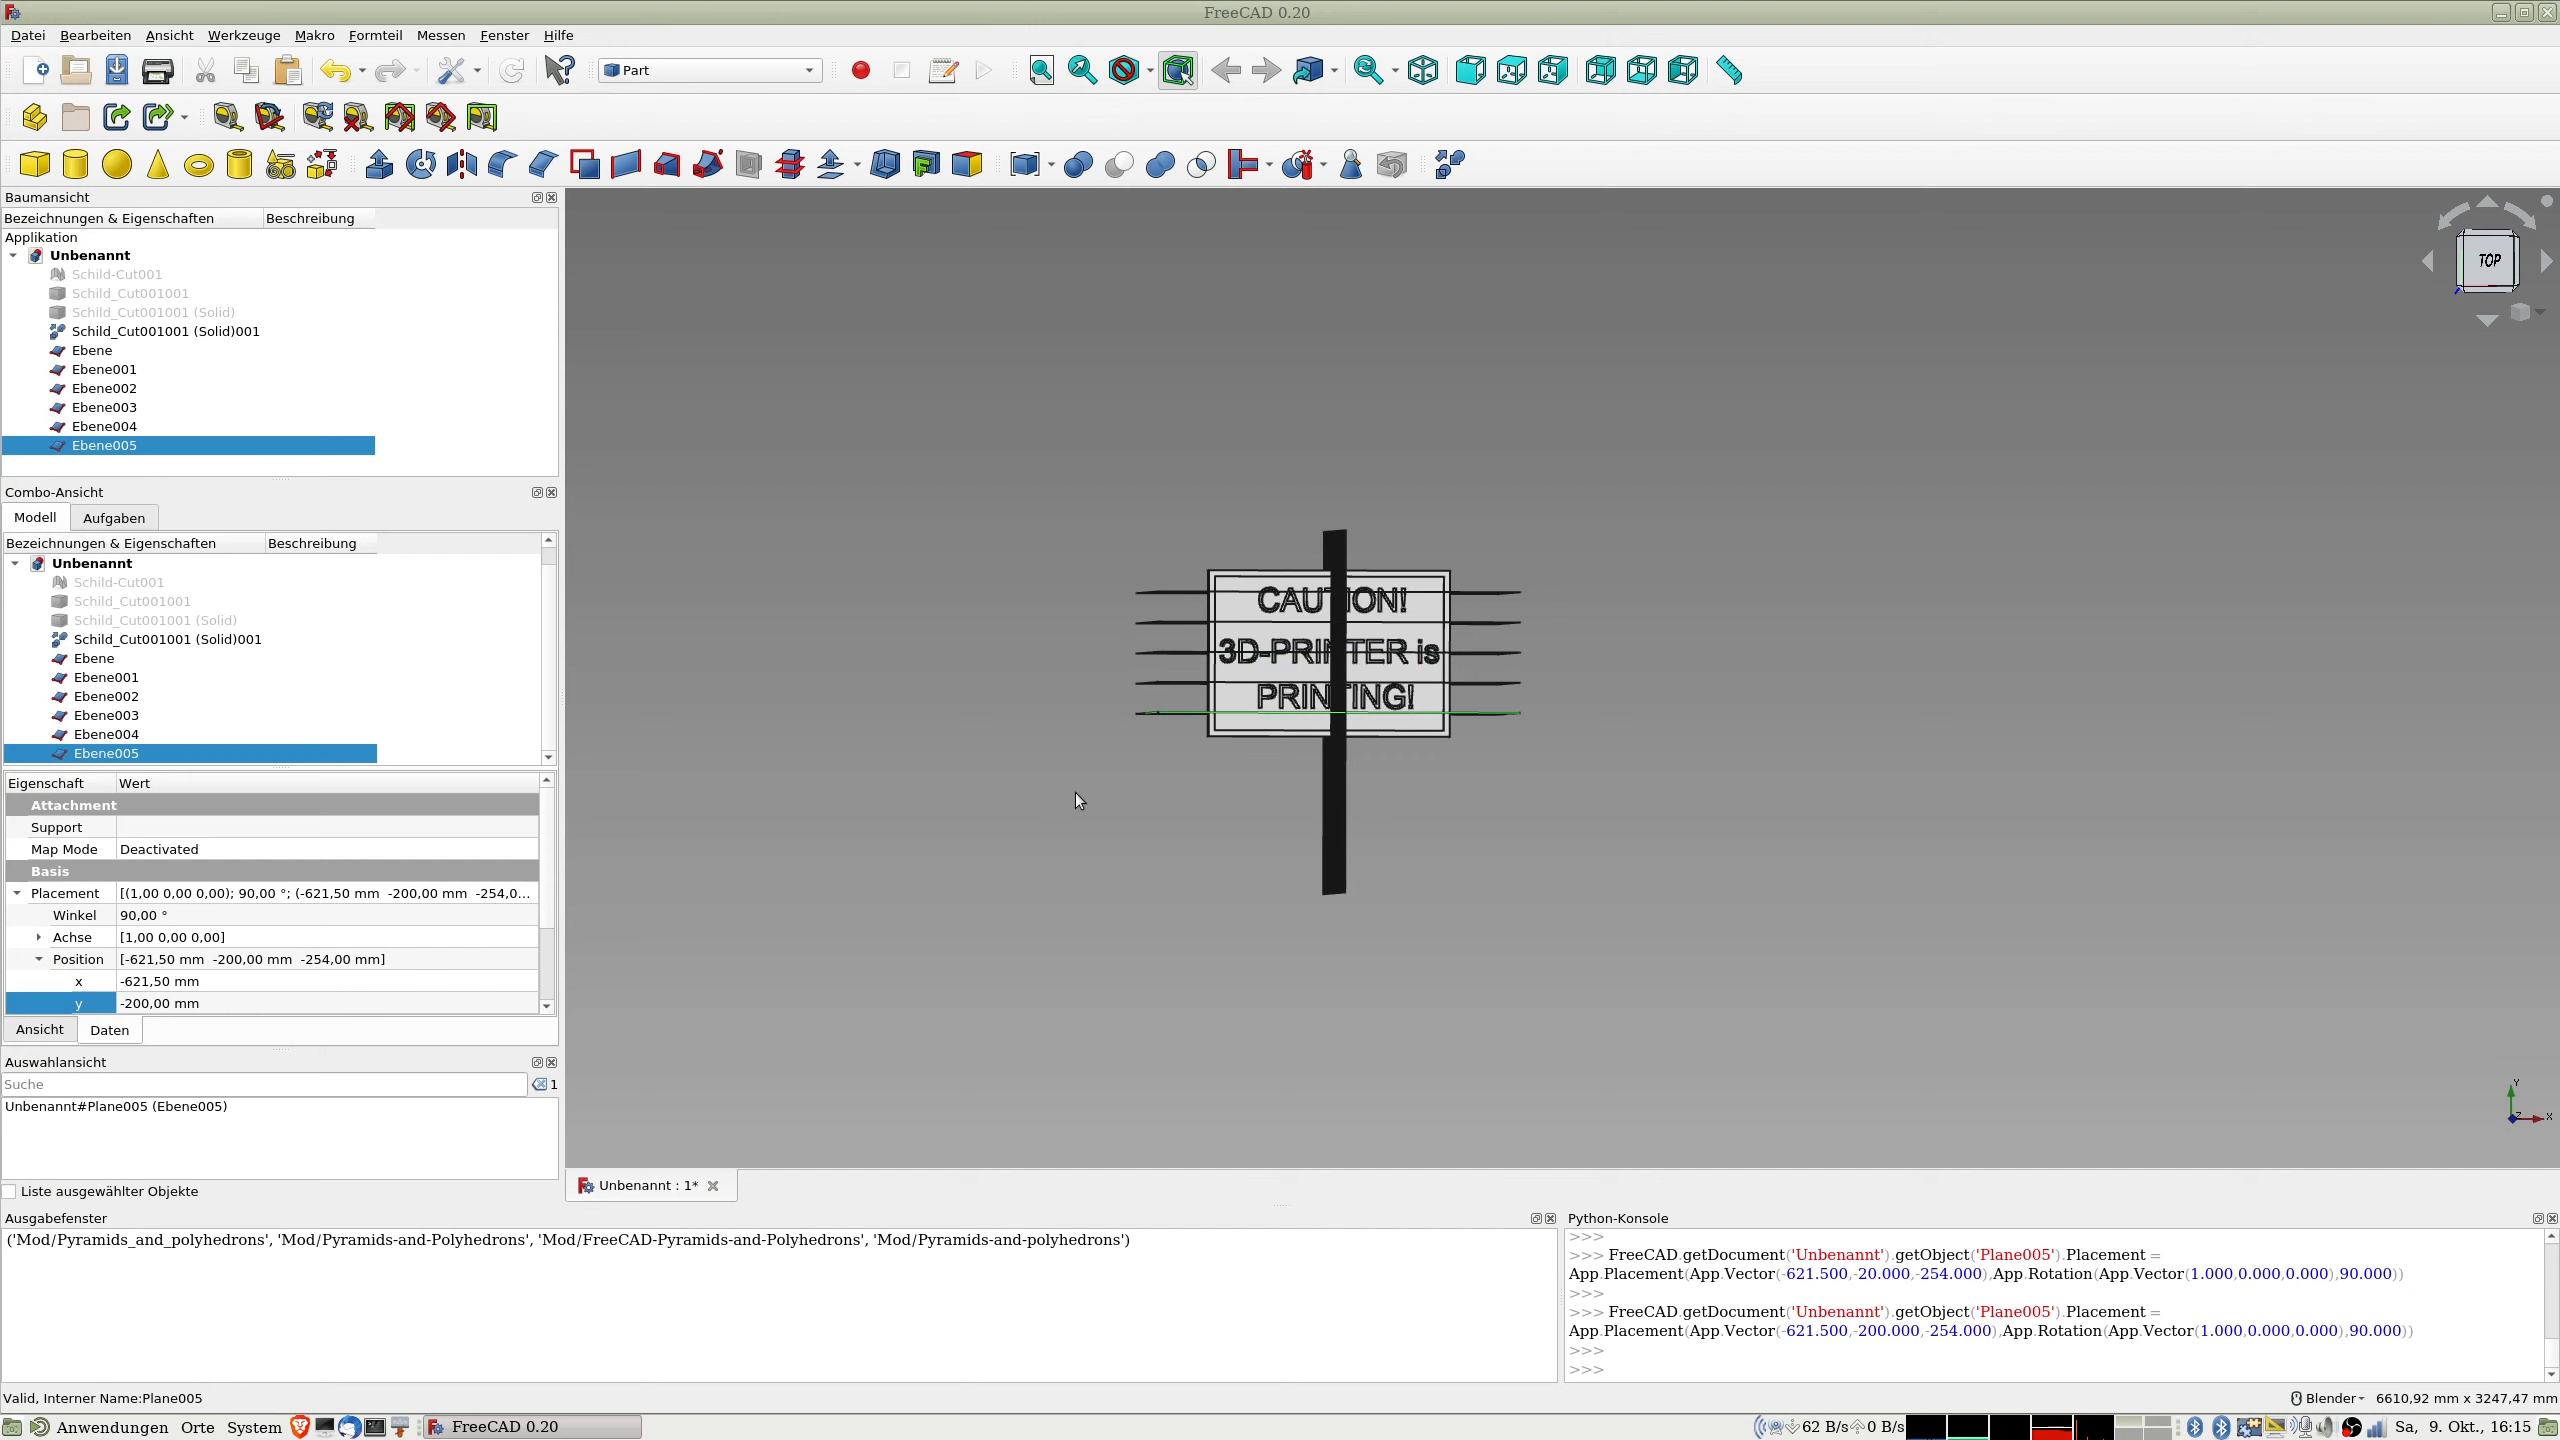 FreeCAD 0.20
Datei Bearbeiten Ansicht Werkzeuge Makro Formteil Messen Fenster Hilfe
Part
Baumansicht
Bezeichnungen & Eigenschaften Beschreibung
Applikation
Unbenannt
Schild-Cut001
Schild_Cut001001
Schild_Cut001001 (Solid)
Schild_Cut001001 (Solid)001
Ebene
Ebene001
Ebene002
Ebene003
Ebene004
Ebene005
Combo-Ansicht
Modell Aufgaben
Bezeichnungen & Eigenschaften Beschreibung
Unbenannt
Schild-Cut001
Schild_Cut001001
Schild_Cut001001 (Solid)
Schild_Cut001001 (Solid)001
Ebene
Ebene001
Ebene002
Ebene003
Ebene004
Ebene005
Eigenschaft Wert
Attachment
Support
Map Mode Deactivated
Basis
Placement [(1,00 0,00 0,00); 90,00 °; (-621,50 mm -200,00 mm -254,0...
Winkel 90,00 °
Achse [1,00 0,00 0,00]
Position [-621,50 mm -200,00 mm -254,00 mm]
x -621,50 mm
y -200,00 mm
Ansicht Daten
Auswahlansicht
Suche 1
Unbenannt#Plane005 (Ebene005)
Liste ausgewählter Objekte
TOP
CAUTION!
3D-PRINTER is
PRINTING!
Y
Z X
Unbenannt : 1*
Ausgabefenster
('Mod/Pyramids_and_polyhedrons', 'Mod/Pyramids-and-Polyhedrons', 'Mod/FreeCAD-Pyramids-and-Polyhedrons', 'Mod/Pyramids-and-polyhedrons')
Python-Konsole
>>>
>>> FreeCAD.getDocument('Unbenannt').getObject('Plane005').Placement =
App.Placement(App.Vector(-621.500,-20.000,-254.000),App.Rotation(App.Vector(1.000,0.000,0.000),90.000))
>>>
>>> FreeCAD.getDocument('Unbenannt').getObject('Plane005').Placement =
App.Placement(App.Vector(-621.500,-200.000,-254.000),App.Rotation(App.Vector(1.000,0.000,0.000),90.000))
>>>
>>>
Valid, Interner Name:Plane005
Blender 6610,92 mm x 3247,47 mm
Anwendungen Orte System FreeCAD 0.20 62 B/s 0 B/s Sa, 9. Okt., 16:15